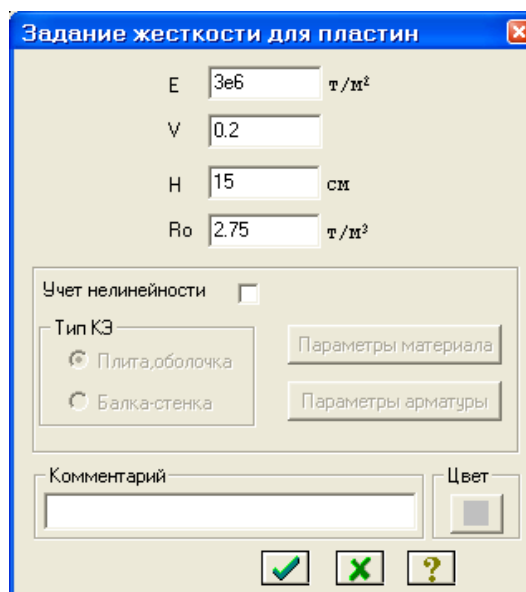 Задание жесткости для пластин
E 3e6 т/м²
V 0.2
H 15 см
Ro 2.75 т/м³
Учет нелинейности
Тип КЭ
Плита,оболочка
Параметры материала
Балка-стенка
Параметры арматуры
Комментарий
Цвет
?